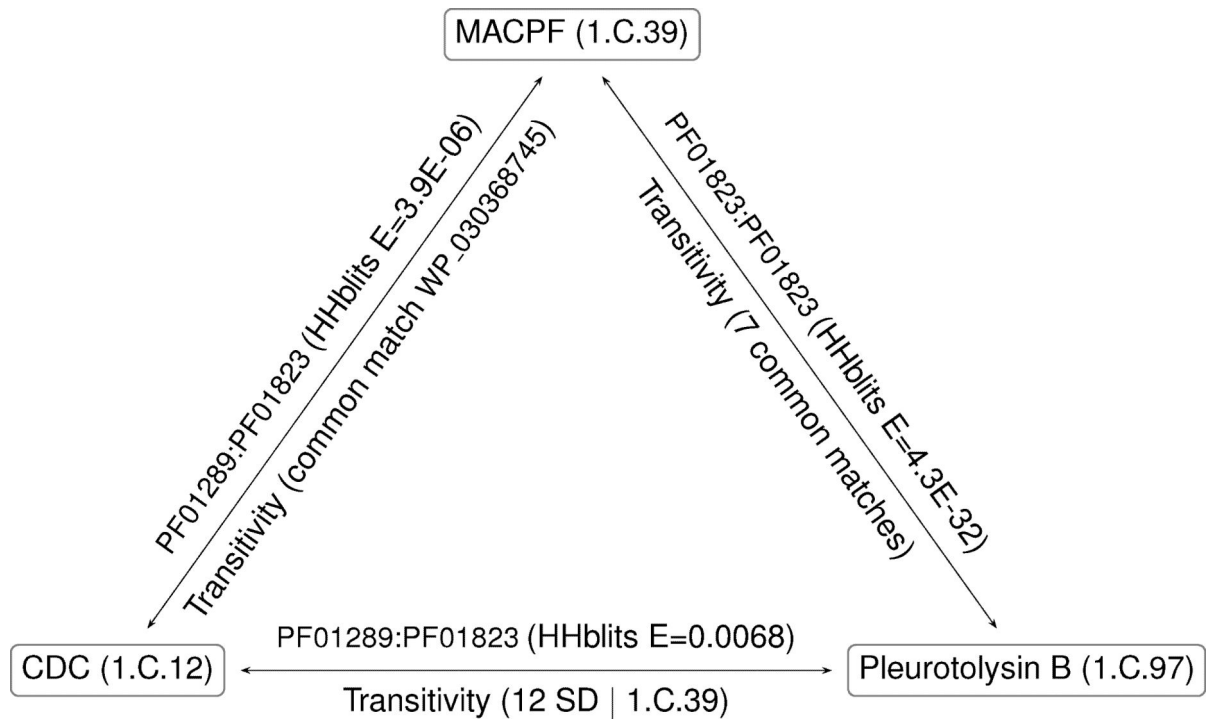 MACPF (1.C.39)
PF01289:PF01823 (HHblits E=3.9E-06)
Transitivity (common match WP_030368745)
PF01823:PF01823 (HHblits E=4.3E-32)
Transitivity (7 common matches)
CDC (1.C.12)
PF01289:PF01823 (HHblits E=0.0068)
Transitivity (12 SD | 1.C.39)
Pleurotolysin B (1.C.97)